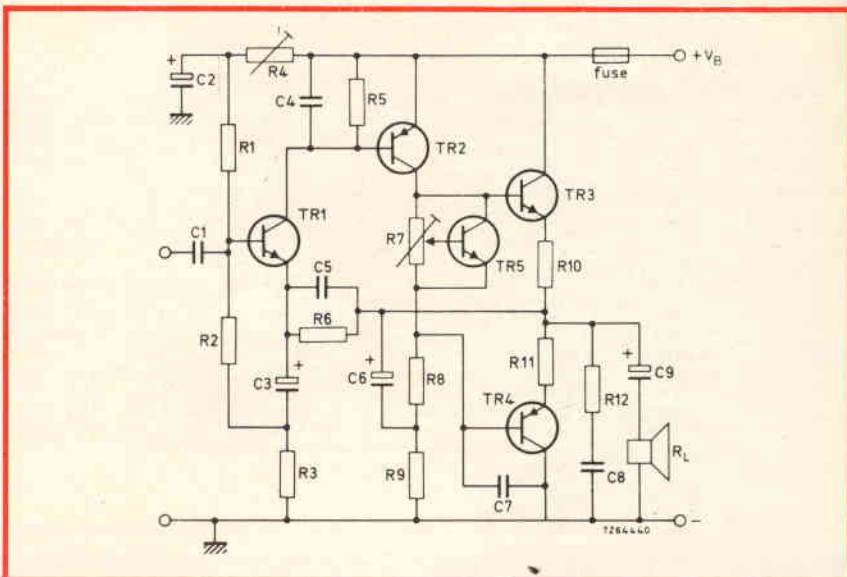 R4
fuse
+VB
C2
C4
R5
R1
TR2
TR3
TR1
C1
R7
TR5
R10
C5
R6
R2
C3
C6
R8
R11
TR4
C9
R12
RL
R3
R9
C7
C8
7264440
-